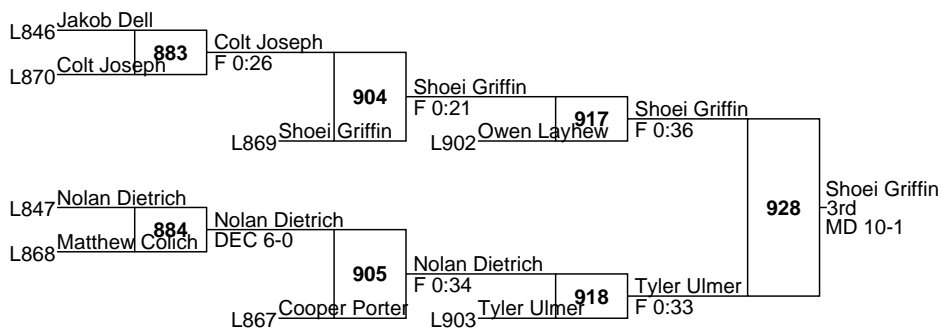 Jakob Dell
L846
883
Colt Joseph
F 0:26
Colt Joseph
L870
904
Shoei Griffin
F 0:21
Shoei Griffin
L869
917
Owen Layhew
L902
Shoei Griffin
F 0:36
Nolan Dietrich
L847
884
Nolan Dietrich
DEC 6-0
Matthew Colich
L868
905
Nolan Dietrich
F 0:34
Cooper Porter
L867
918
Tyler Ulmer
L903
Tyler Ulmer
F 0:33
928
Shoei Griffin
3rd
MD 10-1